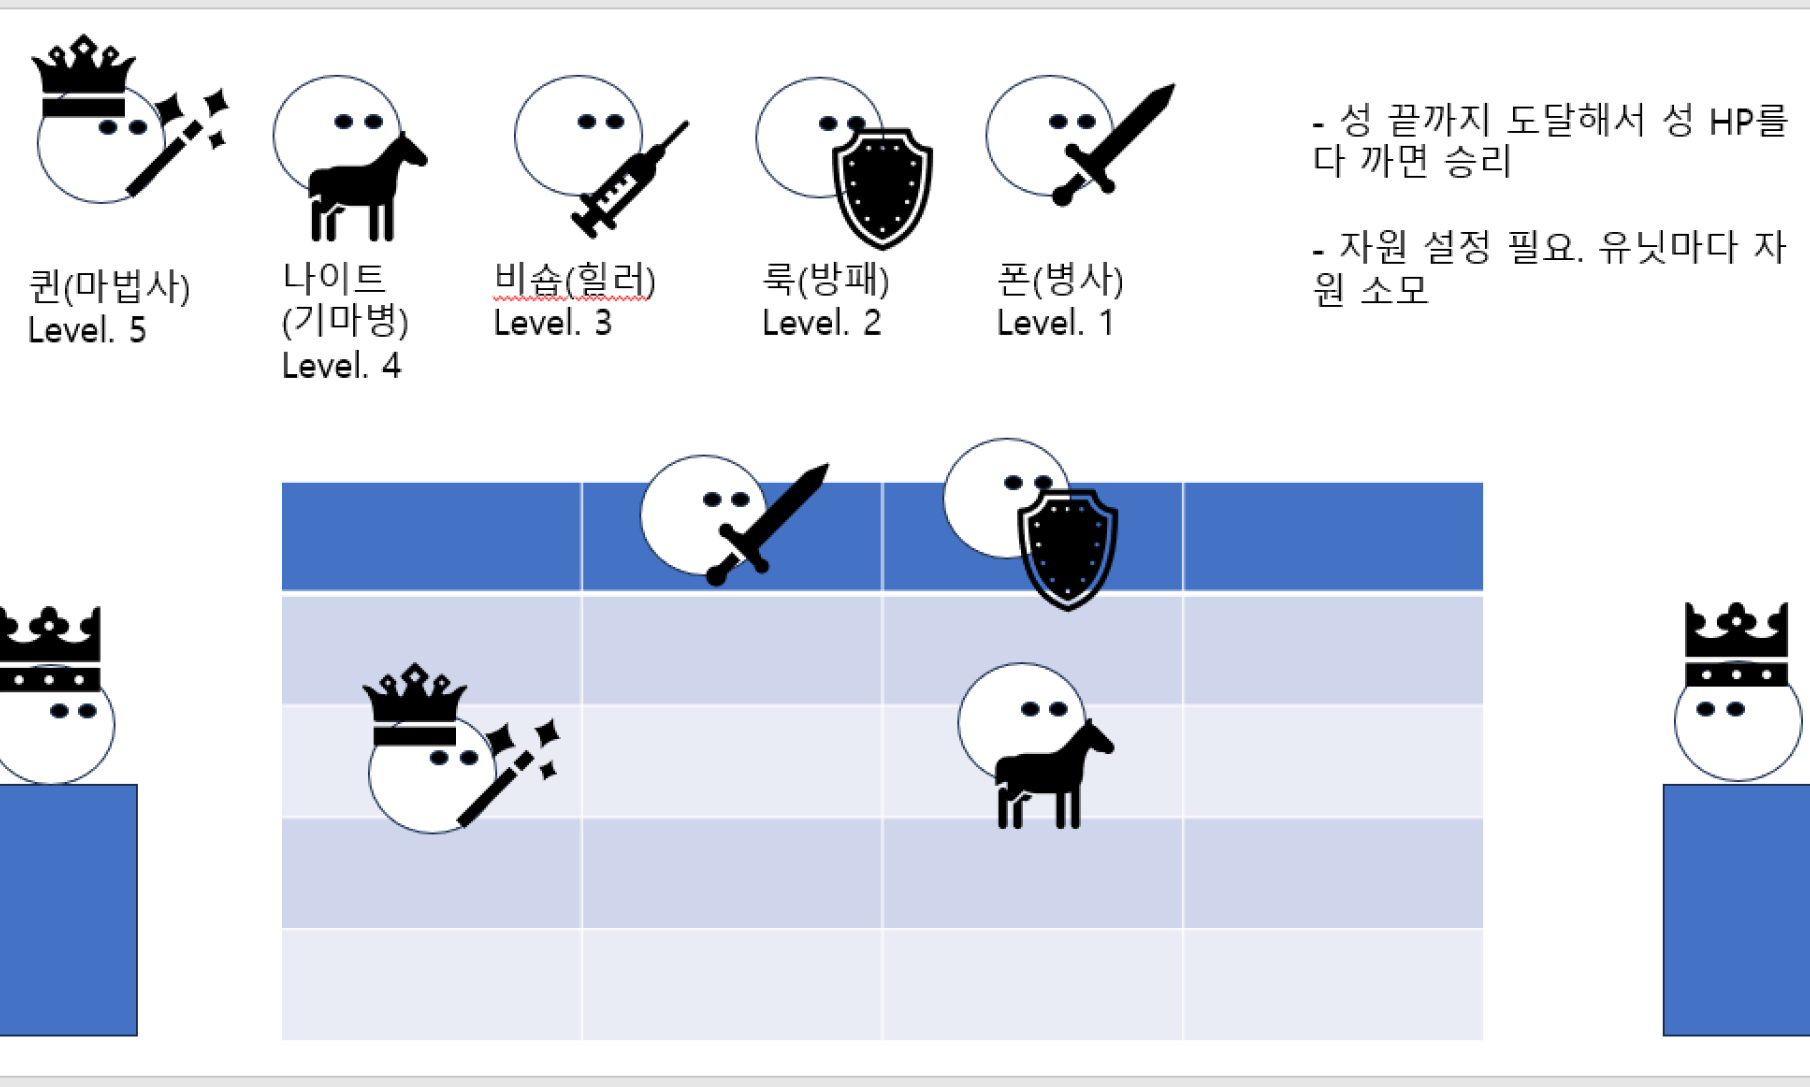 퀸(마법사)
Level. 5
나이트
(기마병)
Level. 4
비숍(힐러)
Level. 3
룩(방패)
Level. 2
폰(병사)
Level. 1
- 성 끝까지 도달해서 성 HP를
다 까면 승리
- 자원 설정 필요. 유닛마다 자
원 소모